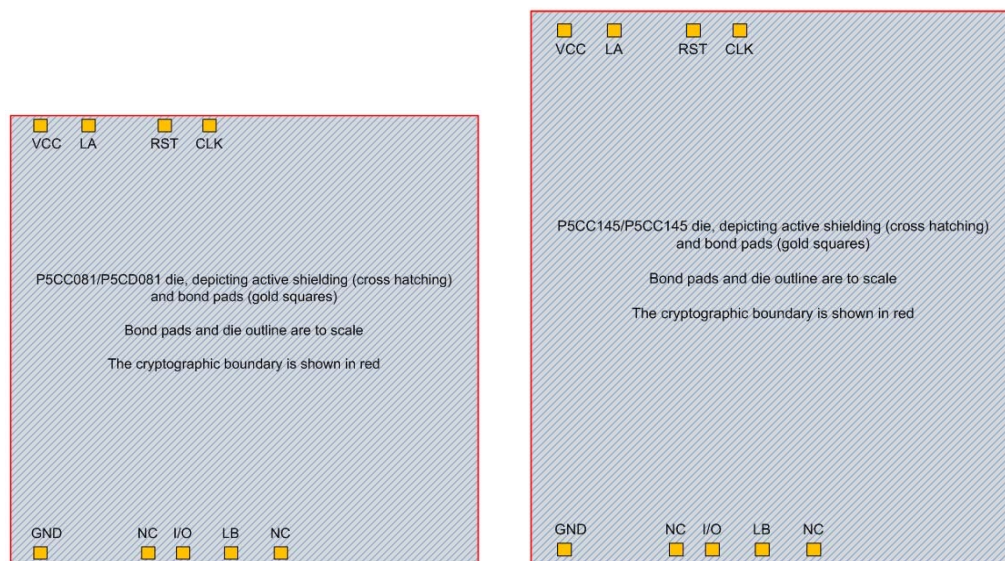 VCC LA RST CLK
P5CC081/P5CD081 die, depicting active shielding (cross hatching)
and bond pads (gold squares)
Bond pads and die outline are to scale
The cryptographic boundary is shown in red
GND NC I/O LB NC
VCC LA RST CLK
P5CC145/P5CC145 die, depicting active shielding (cross hatching)
and bond pads (gold squares)
Bond pads and die outline are to scale
The cryptographic boundary is shown in red
GND NC I/O LB NC